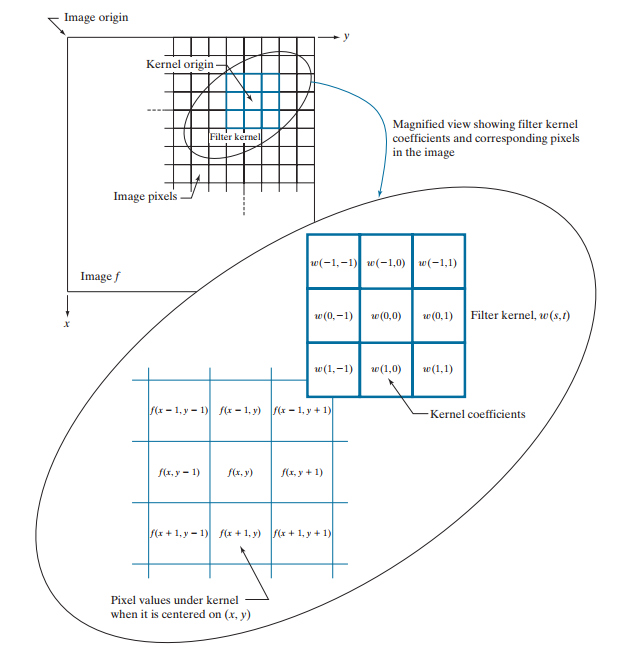 Image origin
y
Kernel origin
Filter kernel
Magnified view showing filter kernel
coefficients and corresponding pixels
in the image
Image pixels
Image f
x
w(−1,−1) w(−1,0) w(−1,1)
w(0,−1) w(0,0) w(0,1) Filter kernel, w(s,t)
w(1,−1) w(1,0) w(1,1)
Kernel coefficients
f(x − 1, y − 1) f(x − 1, y) f(x − 1, y + 1)
f(x, y − 1) f(x, y) f(x, y + 1)
f(x + 1, y − 1) f(x + 1, y) f(x + 1, y + 1)
Pixel values under kernel
when it is centered on (x, y)